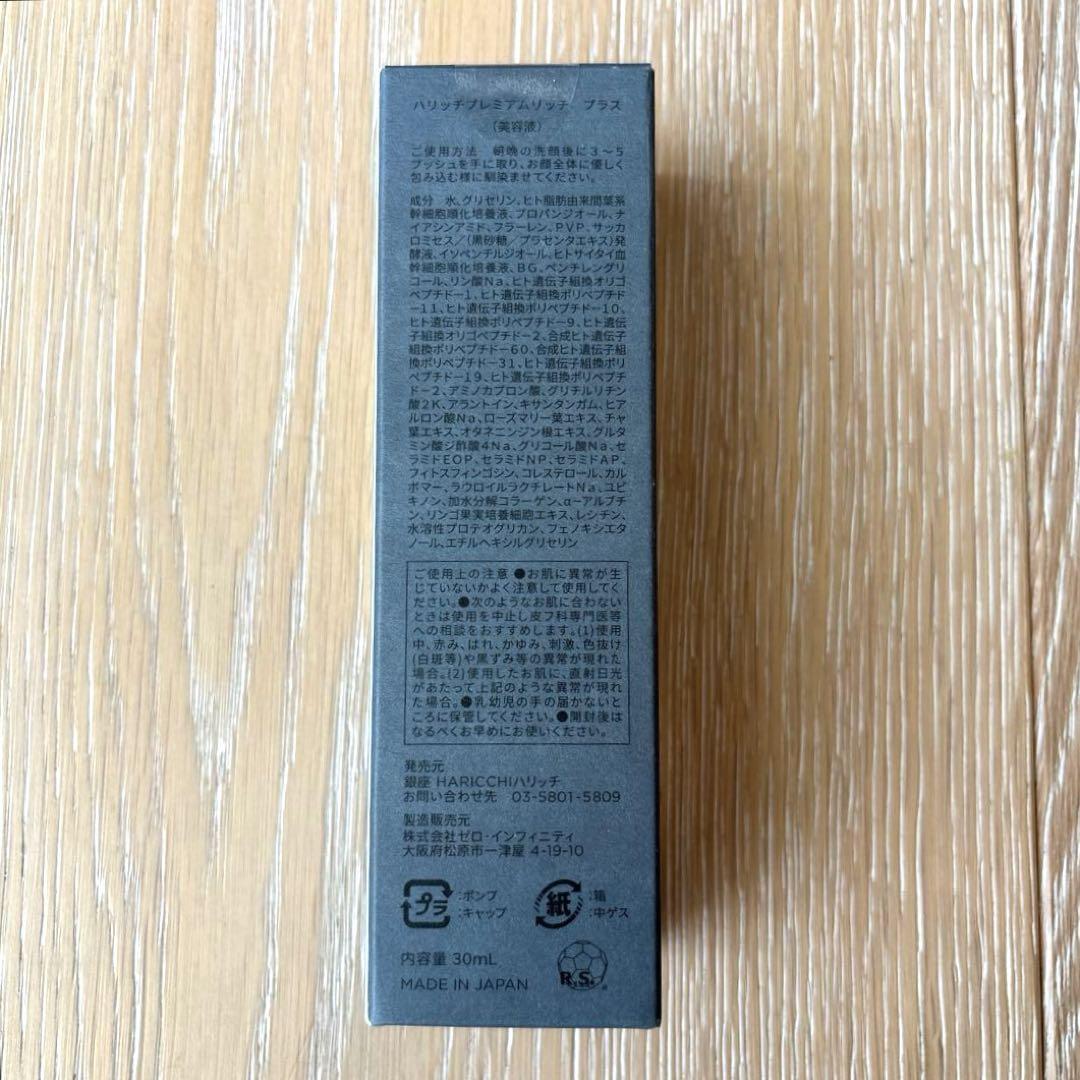 ハリッチプレミアムリッチ　プラス
（美容液）
ご使用方法　朝晩の洗顔後に３～５
プッシュを手に取り、お顔全体に優しく
包み込む様に馴染ませてください。
成分　水、グリセリン、ヒト脂肪由来間葉系
幹細胞順化培養液、プロパンジオール、ナ
イアシンアミド、フラーレン、ＰＶＰ、サッカ
ロミセス／（黒砂糖／プラセンタエキス）発
酵液、イソペンチルジオール、ヒトサイタイ血
幹細胞順化培養液、ＢＧ、ペンチレングリ
コール、リン酸Ｎａ、ヒト遺伝子組換オリゴ
ペプチド－１、ヒト遺伝子組換ポリペプチド
－１１、ヒト遺伝子組換ポリペプチド－１０、
ヒト遺伝子組換ポリペプチド－９、ヒト遺伝
子組換オリゴペプチド－２、合成ヒト遺伝子
組換ポリペプチド－６０、合成ヒト遺伝子組
換ポリペプチド－３１、ヒト遺伝子組換ポリ
ペプチド－１９、ヒト遺伝子組換ポリペプチ
ド－２、アミノカプロン酸、グリチルリチン
酸２Ｋ、アラントイン、キサンタンガム、ヒア
ルロン酸Ｎａ、ローズマリー葉エキス、チャ
葉エキス、オタネニンジン根エキス、グルタ
ミン酸ジ酢酸４Ｎａ、グリコール酸Ｎａ、セ
ラミドＥＯＰ、セラミドＮＰ、セラミドＡＰ、
フィトスフィンゴシン、コレステロール、カル
ボマー、ラウロイルラクチレートＮａ、ユビ
キノン、加水分解コラーゲン、α－アルブチ
ン、リンゴ果実培養細胞エキス、レシチン、
水溶性プロテオグリカン、フェノキシエタ
ノール、エチルヘキシルグリセリン
ご使用上の注意 ●お肌に異常が生
じていないかよく注意して使用してく
ださい。●次のようなお肌に合わない
ときは使用を中止し皮フ科専門医等
への相談をおすすめします。(1)使用
中、赤み、はれ、かゆみ、刺激、色抜け
(白斑等)や黒ずみ等の異常が現れた
場合。(2)使用したお肌に、直射日光
があたって上記のような異常が現れ
た場合。●乳幼児の手の届かないと
ころに保管してください。●開封後は
なるべくお早めにお使いください。
発売元
銀座 HARICCHIハリッチ
お問い合わせ先　03-5801-5809
製造販売元
株式会社ゼロ・インフィニティ
大阪府松原市一津屋 4-19-10
プラ :ポンプ
:キャップ
紙 :箱
:中ゲス
内容量 30mL
MADE IN JAPAN
R.S.